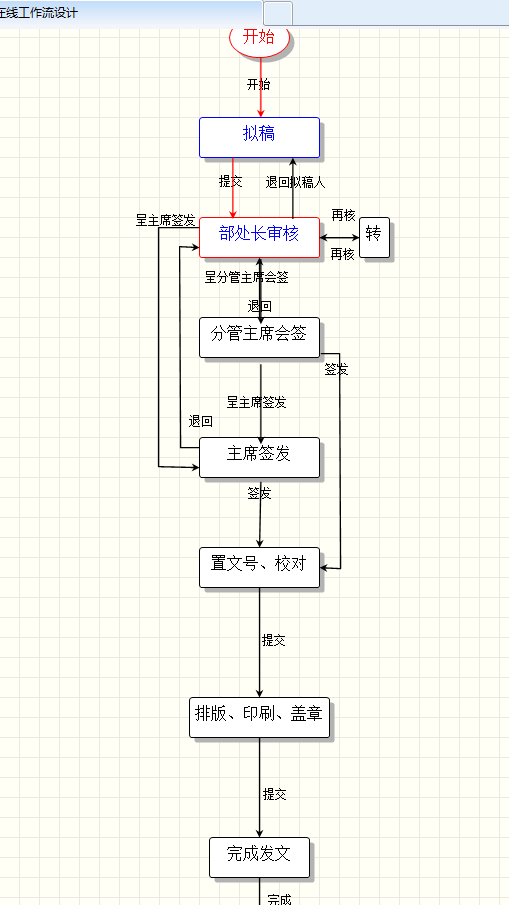 在线工作流设计
开始
开始
拟稿
提交
退回拟稿人
呈主席签发
部处长审核
再核
转
再核
呈分管主席会签
退回
分管主席会签
签发
呈主席签发
退回
主席签发
签发
置文号、校对
提交
排版、印刷、盖章
提交
完成发文
完成